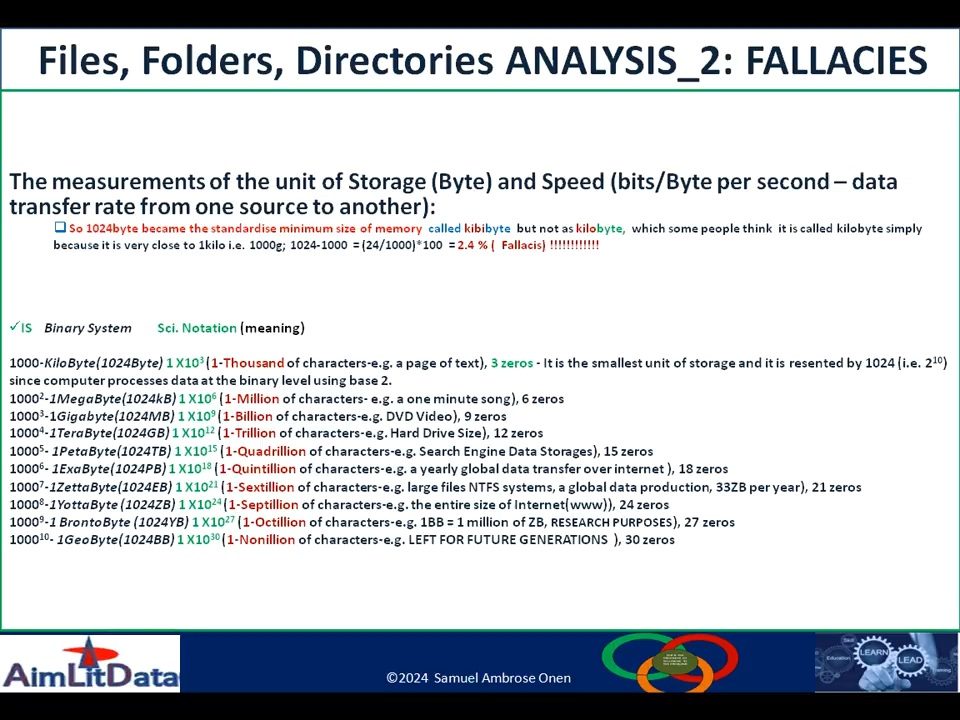 Files, Folders, Directories ANALYSIS_2: FALLACIES
The measurements of the unit of Storage (Byte) and Speed (bits/Byte per second – data
transfer rate from one source to another):
❑ So 1024byte became the standardise minimum size of memory called kibibyte but not as kilobyte, which some people think it is called kilobyte simply
because it is very close to 1kilo i.e. 1000g; 1024-1000 = (24/1000)*100 = 2.4 % ( Fallacis) !!!!!!!!!!!!
✓IS Binary System Sci. Notation (meaning)
1000-KiloByte(1024Byte) 1 X10³ (1-Thousand of characters-e.g. a page of text), 3 zeros - It is the smallest unit of storage and it is resented by 1024 (i.e. 2¹⁰)
since computer processes data at the binary level using base 2.
1000²-1MegaByte(1024kB) 1 X10⁶ (1-Million of characters- e.g. a one minute song), 6 zeros
1000³-1Gigabyte(1024MB) 1 X10⁹ (1-Billion of characters-e.g. DVD Video), 9 zeros
1000⁴-1TeraByte(1024GB) 1 X10¹² (1-Trillion of characters-e.g. Hard Drive Size), 12 zeros
1000⁵- 1PetaByte(1024TB) 1 X10¹⁵ (1-Quadrillion of characters-e.g. Search Engine Data Storages), 15 zeros
1000⁶- 1ExaByte(1024PB) 1 X10¹⁸ (1-Quintillion of characters-e.g. a yearly global data transfer over internet ), 18 zeros
1000⁷-1ZettaByte(1024EB) 1 X10²¹ (1-Sextillion of characters-e.g. large files NTFS systems, a global data production, 33ZB per year), 21 zeros
1000⁸-1YottaByte(1024ZB) 1 X10²⁴ (1-Septillion of characters-e.g. the entire size of Internet(www)), 24 zeros
1000⁹-1 BrontoByte (1024YB) 1 X10²⁷ (1-Octillion of characters-e.g. 1BB = 1 million of ZB, RESEARCH PURPOSES), 27 zeros
1000¹⁰- 1GeoByte(1024BB) 1 X10³⁰ (1-Nonillion of characters-e.g. LEFT FOR FUTURE GENERATIONS ), 30 zeros
AimLitData
©2024 Samuel Ambrose Onen
Skill
Education
LEARN
LEAD